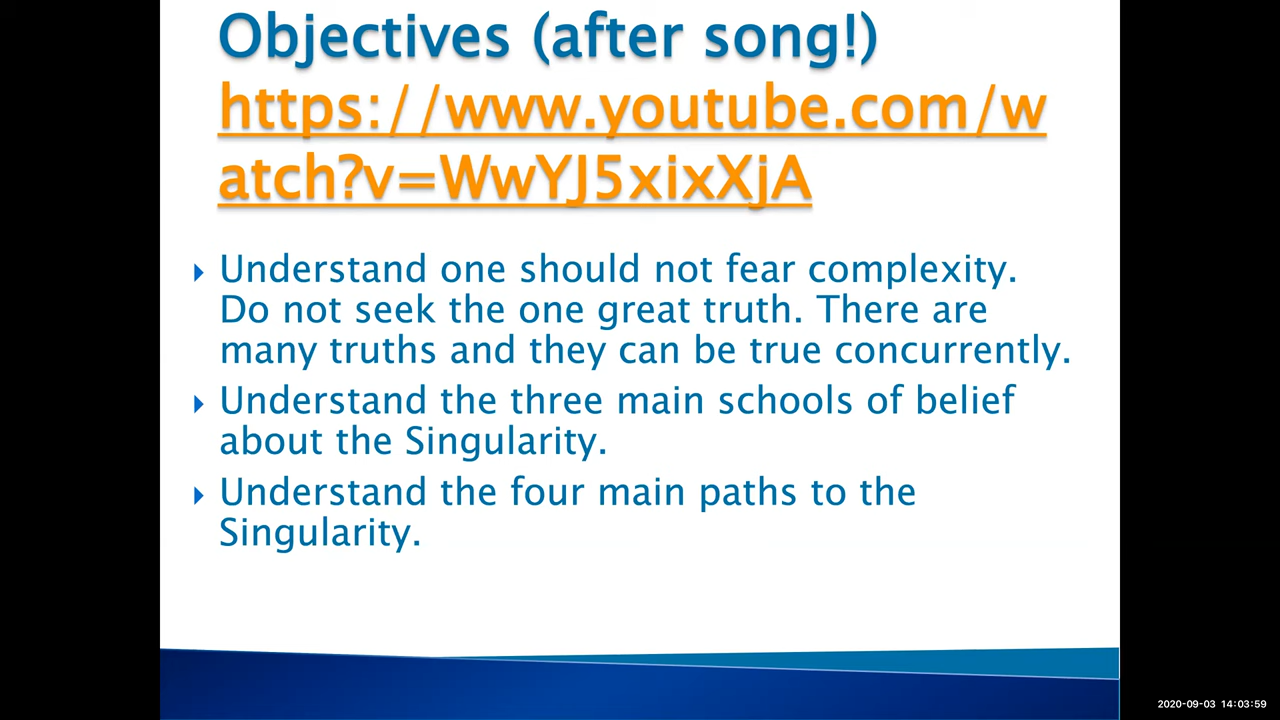 Objectives (after song!)
https://www.youtube.com/w
atch?v=WwYJ5xixXjA
Understand one should not fear complexity.
Do not seek the one great truth. There are
many truths and they can be true concurrently.
Understand the three main schools of belief
about the Singularity.
Understand the four main paths to the
Singularity.
2020-09-03 14:03:59